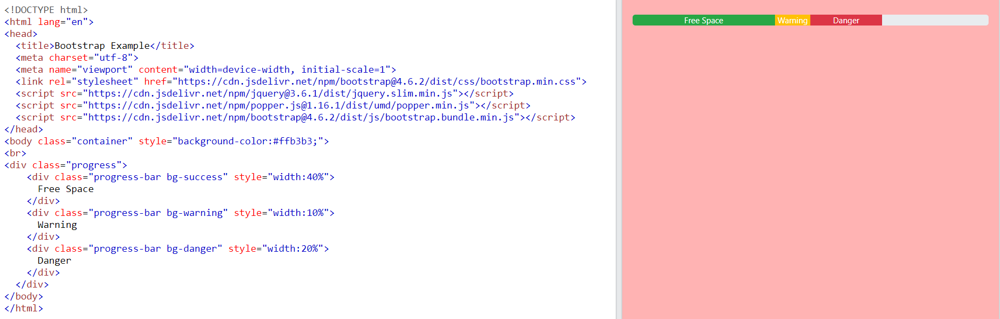 <!DOCTYPE html>
<html lang="en">
<head>
  <title>Bootstrap Example</title>
  <meta charset="utf-8">
  <meta name="viewport" content="width=device-width, initial-scale=1">
  <link rel="stylesheet" href="https://cdn.jsdelivr.net/npm/bootstrap@4.6.2/dist/css/bootstrap.min.css">
  <script src="https://cdn.jsdelivr.net/npm/jquery@3.6.1/dist/jquery.slim.min.js"></script>
  <script src="https://cdn.jsdelivr.net/npm/popper.js@1.16.1/dist/umd/popper.min.js"></script>
  <script src="https://cdn.jsdelivr.net/npm/bootstrap@4.6.2/dist/js/bootstrap.bundle.min.js"></script>
</head>
<body class="container" style="background-color:#ffb3b3;">
<br>
<div class="progress">
    <div class="progress-bar bg-success" style="width:40%">
      Free Space
    </div>
    <div class="progress-bar bg-warning" style="width:10%">
      Warning
    </div>
    <div class="progress-bar bg-danger" style="width:20%">
      Danger
    </div>
  </div>
</body>
</html>
Free Space Warning Danger